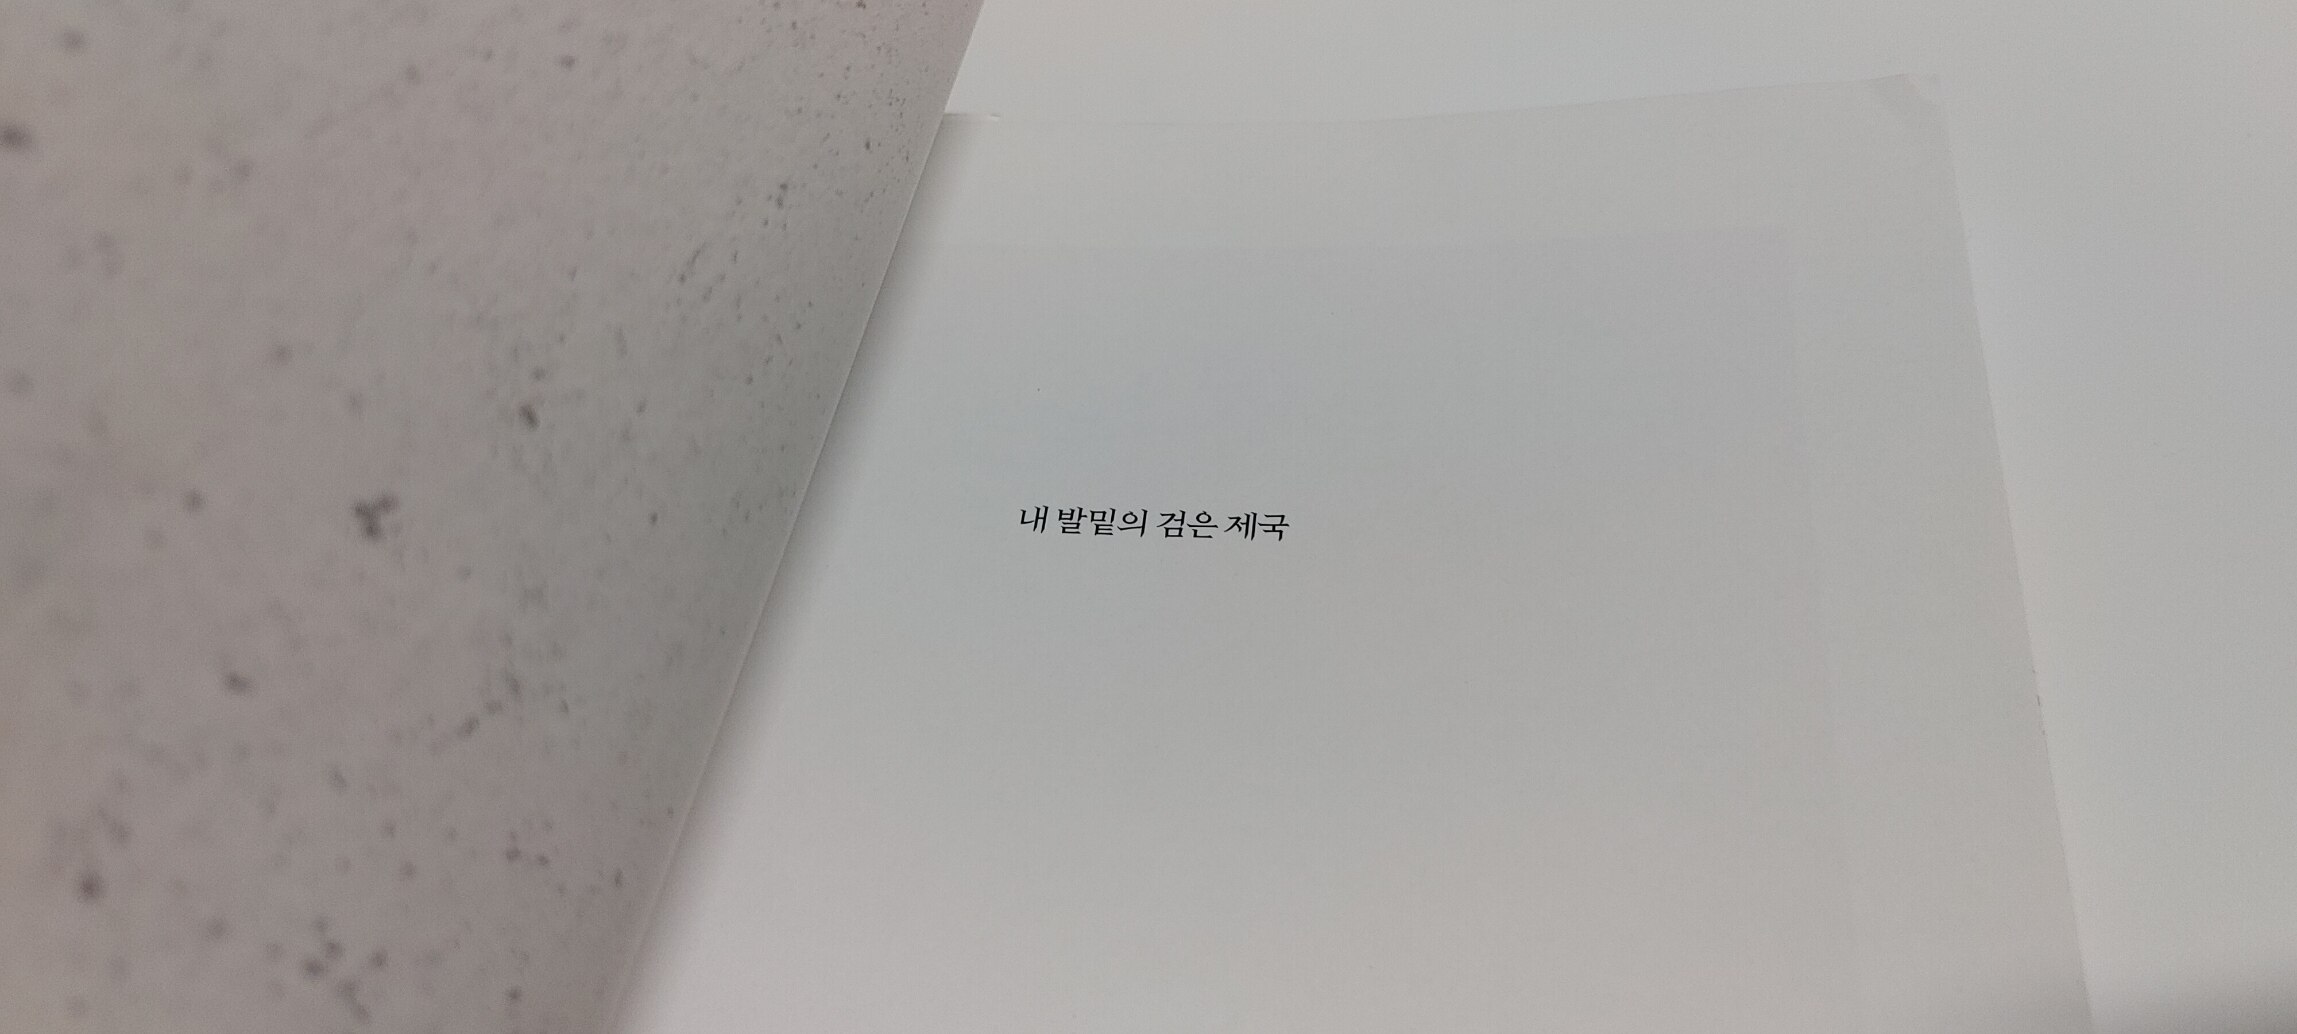 내 발밑의 검은 제국